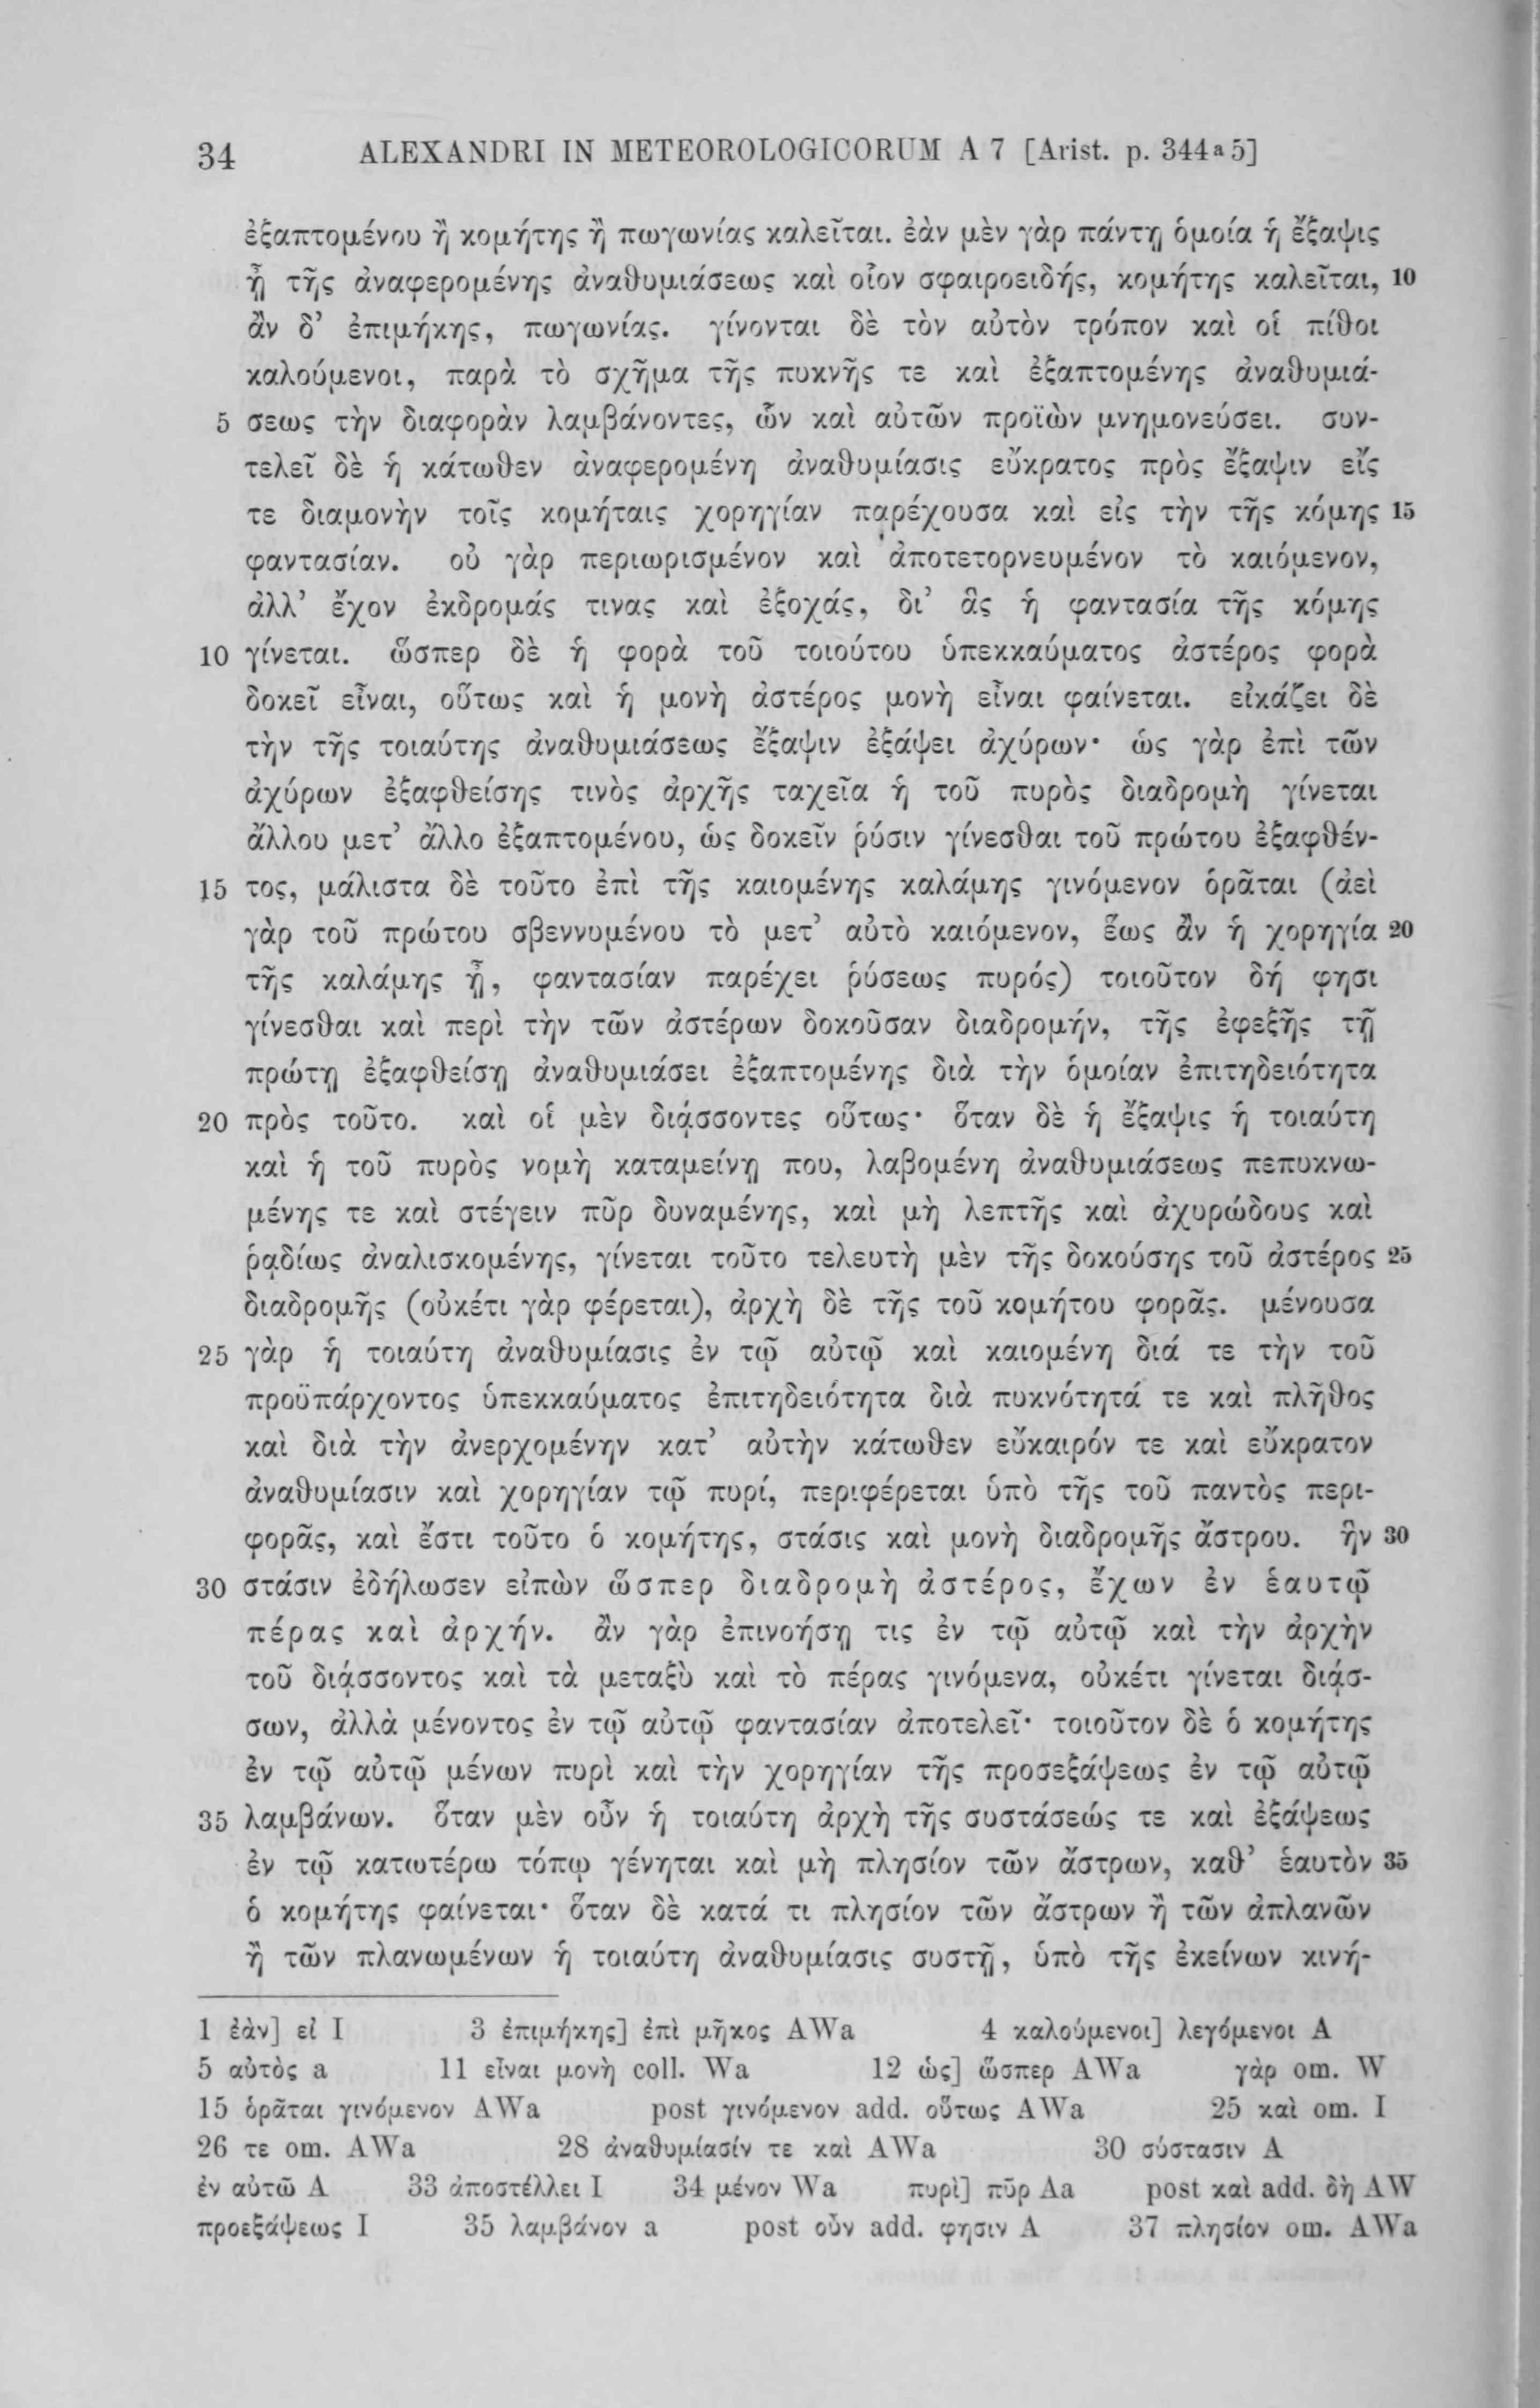 34 ALEXANDRI IN METEOROLOGICORUM A 7 [Arist. p. 344a5]
ἐξαπτομένου ἢ κομήτης ἢ πωγωνίας καλεῖται. ἐὰν μὲν γὰρ πάντῃ ὁμοία ἡ ἔξαψις
ᾖ τῆς ἀναφερομένης ἀναθυμιάσεως καὶ οἷον σφαιροειδής, κομήτης καλεῖται, 10
ἂν δ’ ἐπιμήκης, πωγωνίας. γίνονται δὲ τὸν αὐτὸν τρόπον καὶ οἱ πίθοι
καλούμενοι, παρὰ τὸ σχῆμα τῆς πυκνῆς τε καὶ ἐξαπτομένης ἀναθυμιά-
5 σεως τὴν διαφορὰν λαμβάνοντες, ὧν καὶ αὐτῶν προϊὼν μνημονεύσει. συν-
τελεῖ δὲ ἡ κάτωθεν ἀναφερομένη ἀναθυμίασις εὔκρατος πρὸς ἔξαψιν εἴς
τε διαμονὴν τοῖς κομήταις χορηγίαν παρέχουσα καὶ εἰς τὴν τῆς κόμης 15
φαντασίαν. οὐ γὰρ περιωρισμένον καὶ ἀποτετορνευμένον τὸ καιόμενον,
ἀλλ’ ἔχον ἐκδρομάς τινας καὶ ἐξοχάς, δι’ ἃς ἡ φαντασία τῆς κόμης
10 γίνεται. ὥσπερ δὲ ἡ φορὰ τοῦ τοιούτου ὑπεκκαύματος ἀστέρος φορὰ
δοκεῖ εἶναι, οὕτως καὶ ἡ μονὴ ἀστέρος μονὴ εἶναι φαίνεται. εἰκάζει δὲ
τὴν τῆς τοιαύτης ἀναθυμιάσεως ἔξαψιν ἐξάψει ἀχύρων· ὡς γὰρ ἐπὶ τῶν
ἀχύρων ἐξαφθείσης τινὸς ἀρχῆς ταχεῖα ἡ τοῦ πυρὸς διαδρομὴ γίνεται
ἄλλου μετ’ ἄλλο ἐξαπτομένου, ὡς δοκεῖν ῥύσιν γίνεσθαι τοῦ πρώτου ἐξαφθέν-
15 τος, μάλιστα δὲ τοῦτο ἐπὶ τῆς καιομένης καλάμης γινόμενον ὁρᾶται (ἀεὶ
γὰρ τοῦ πρώτου σβεννυμένου τὸ μετ’ αὐτὸ καιόμενον, ἕως ἂν ἡ χορηγία 20
τῆς καλάμης ᾖ, φαντασίαν παρέχει ῥύσεως πυρός) τοιοῦτον δή φησι
γίνεσθαι καὶ περὶ τὴν τῶν ἀστέρων δοκοῦσαν διαδρομήν, τῆς ἐφεξῆς τῇ
πρώτῃ ἐξαφθείσῃ ἀναθυμιάσει ἐξαπτομένης διὰ τὴν ὁμοίαν ἐπιτηδειότητα
20 πρὸς τοῦτο. καὶ οἱ μὲν διᾴσσοντες οὕτως· ὅταν δὲ ἡ ἔξαψις ἡ τοιαύτη
καὶ ἡ τοῦ πυρὸς νομὴ καταμείνῃ που, λαβομένη ἀναθυμιάσεως πεπυκνω-
μένης τε καὶ στέγειν πῦρ δυναμένης, καὶ μὴ λεπτῆς καὶ ἀχυρώδους καὶ
ῥᾳδίως ἀναλισκομένης, γίνεται τοῦτο τελευτὴ μὲν τῆς δοκούσης τοῦ ἀστέρος 25
διαδρομῆς (οὐκέτι γὰρ φέρεται), ἀρχὴ δὲ τῆς τοῦ κομήτου φορᾶς. μένουσα
25 γὰρ ἡ τοιαύτη ἀναθυμίασις ἐν τῷ αὐτῷ καὶ καιομένη διά τε τὴν τοῦ
προϋπάρχοντος ὑπεκκαύματος ἐπιτηδειότητα διὰ πυκνότητά τε καὶ πλῆθος
καὶ διὰ τὴν ἀνερχομένην κατ’ αὐτὴν κάτωθεν εὔκαιρόν τε καὶ εὔκρατον
ἀναθυμίασιν καὶ χορηγίαν τῷ πυρί, περιφέρεται ὑπὸ τῆς τοῦ παντὸς περι-
φορᾶς, καὶ ἔστι τοῦτο ὁ κομήτης, στάσις καὶ μονὴ διαδρομῆς ἄστρου. ἣν 30
30 στάσιν ἐδήλωσεν εἰπὼν ὥσπερ διαδρομὴ ἀστέρος, ἔχων ἐν ἑαυτῷ
πέρας καὶ ἀρχήν. ἂν γὰρ ἐπινοήσῃ τις ἐν τῷ αὐτῷ καὶ τὴν ἀρχὴν
τοῦ διᾴσσοντος καὶ τὰ μεταξὺ καὶ τὸ πέρας γινόμενα, οὐκέτι γίνεται διᾴσ-
σων, ἀλλὰ μένοντος ἐν τῷ αὐτῷ φαντασίαν ἀποτελεῖ· τοιοῦτον δὲ ὁ κομήτης
ἐν τῷ αὐτῷ μένων πυρὶ καὶ τὴν χορηγίαν τῆς προσεξάψεως ἐν τῷ αὐτῷ
35 λαμβάνων. ὅταν μὲν οὖν ἡ τοιαύτη ἀρχὴ τῆς συστάσεώς τε καὶ ἐξάψεως
ἐν τῷ κατωτέρω τόπῳ γένηται καὶ μὴ πλησίον τῶν ἄστρων, καθ’ ἑαυτὸν 35
ὁ κομήτης φαίνεται· ὅταν δὲ κατά τι πλησίον τῶν ἄστρων ἢ τῶν ἀπλανῶν
ἢ τῶν πλανωμένων ἡ τοιαύτη ἀναθυμίασις συστῇ, ὑπὸ τῆς ἐκείνων κινή-
1 ἐὰν] εἰ I 3 ἐπιμήκης] ἐπὶ μῆκος AWa 4 καλούμενοι] λεγόμενοι A
5 αὐτὸς a 11 εἶναι μονὴ coll. Wa 12 ὡς] ὥσπερ AWa γὰρ om. W
15 ὁρᾶται γινόμενον AWa post γινόμενον add. οὕτως AWa 25 καὶ om. I
26 τε om. AWa 28 ἀναθυμίασίν τε καὶ AWa 30 σύστασιν A
ἐν αὐτῶ A 33 ἀποστέλλει I 34 μένον Wa πυρὶ] πῦρ Aa post καὶ add. δὴ AW
προεξάψεως I 35 λαμβάνον a post οὖν add. φησιν A 37 πλησίον om. AWa